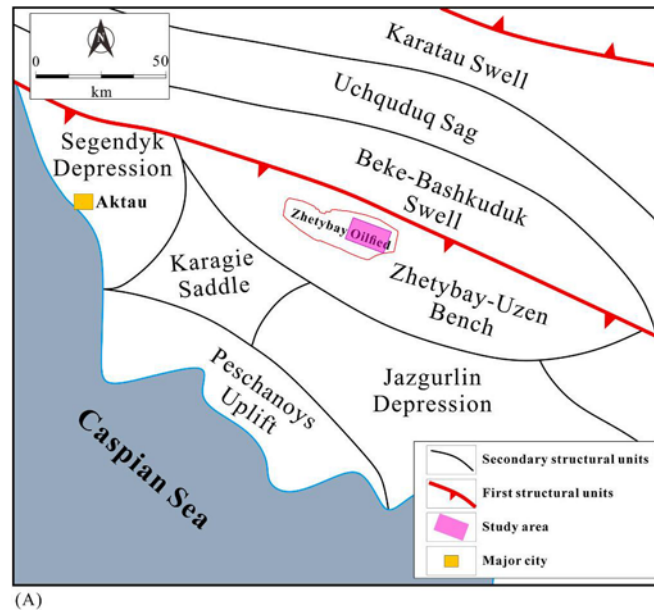 N
0 50
km
Karatau Swell
Uchquduq Sag
Beke-Bashkuduk
Swell
Segendyk
Depression
Aktau
Zhetybay Oilfied
Karagie
Saddle
Zhetybay-Uzen
Bench
Peschanoys
Uplift
Jazgurlin
Depression
Caspian Sea
Secondary structural units
First structural units
Study area
Major city
(A)